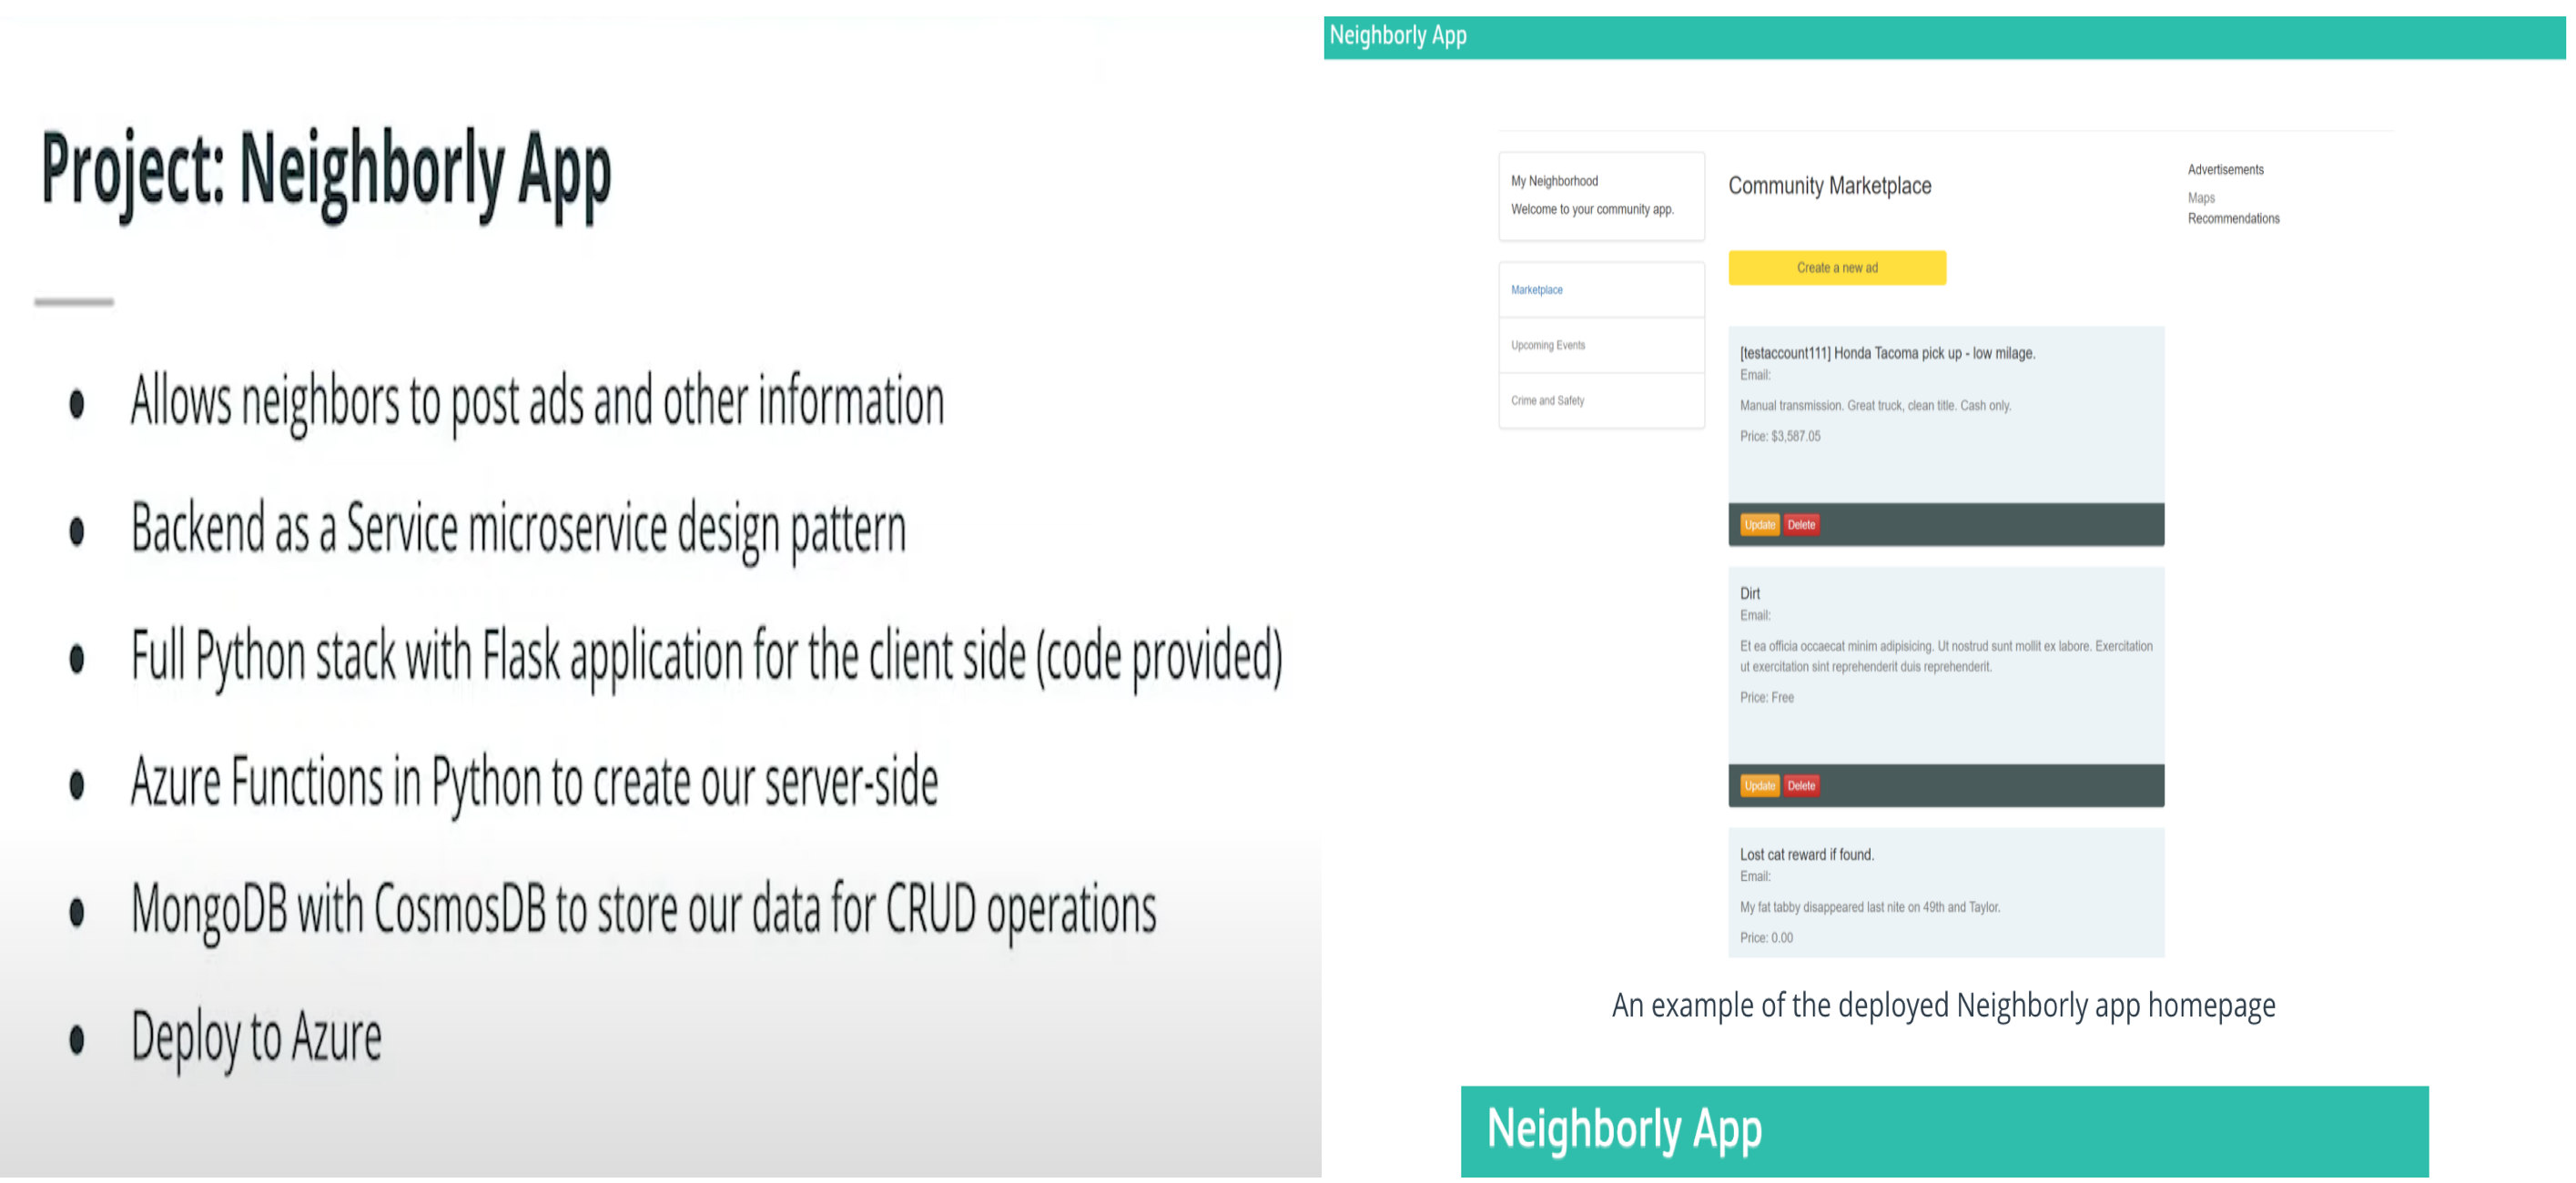 Project: Neighborly App
Allows neighbors to post ads and other information
Backend as a Service microservice design pattern
Full Python stack with Flask application for the client side (code provided)
Azure Functions in Python to create our server-side
MongoDB with CosmosDB to store our data for CRUD operations
Deploy to Azure
Neighborly App
My Neighborhood
Welcome to your community app.
Marketplace
Upcoming Events
Crime and Safety
Community Marketplace
Create a new ad
[testaccount111] Honda Tacoma pick up - low milage.
Email:
Manual transmission. Great truck, clean title. Cash only.
Price: $3,587.05
Update Delete
Dirt
Email:
Et ea officia occaecat minim adipisicing. Ut nostrud sunt mollit ex labore. Exercitation
ut exercitation sint reprehenderit duis reprehenderit.
Price: Free
Update Delete
Lost cat reward if found.
Email:
My fat tabby disappeared last nite on 49th and Taylor.
Price: 0.00
Advertisements
Maps
Recommendations
An example of the deployed Neighborly app homepage
Neighborly App